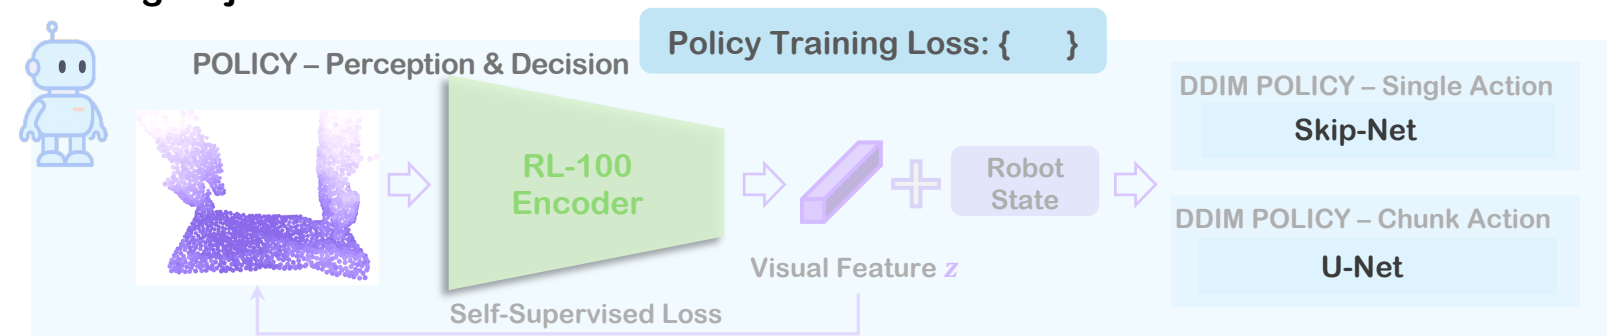 Policy Training Loss: { }
POLICY – Perception & Decision
RL-100
Encoder
Visual Feature z
Self-Supervised Loss
Robot
State
DDIM POLICY – Single Action
Skip-Net
DDIM POLICY – Chunk Action
U-Net